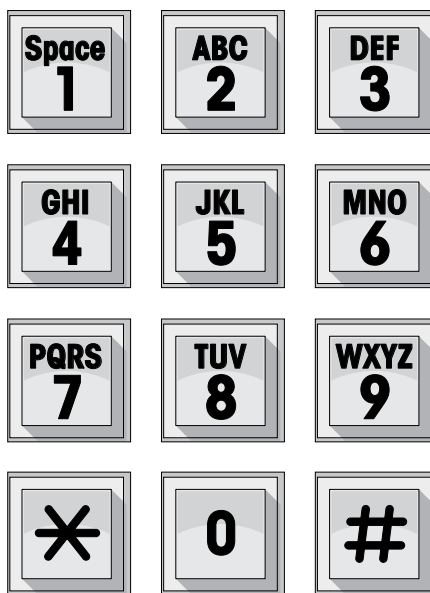 Space ABC DEF
1 2 3
GHI JKL MNO
4 5 6
PQRS TUV WXYZ
7 8 9
* 0 #